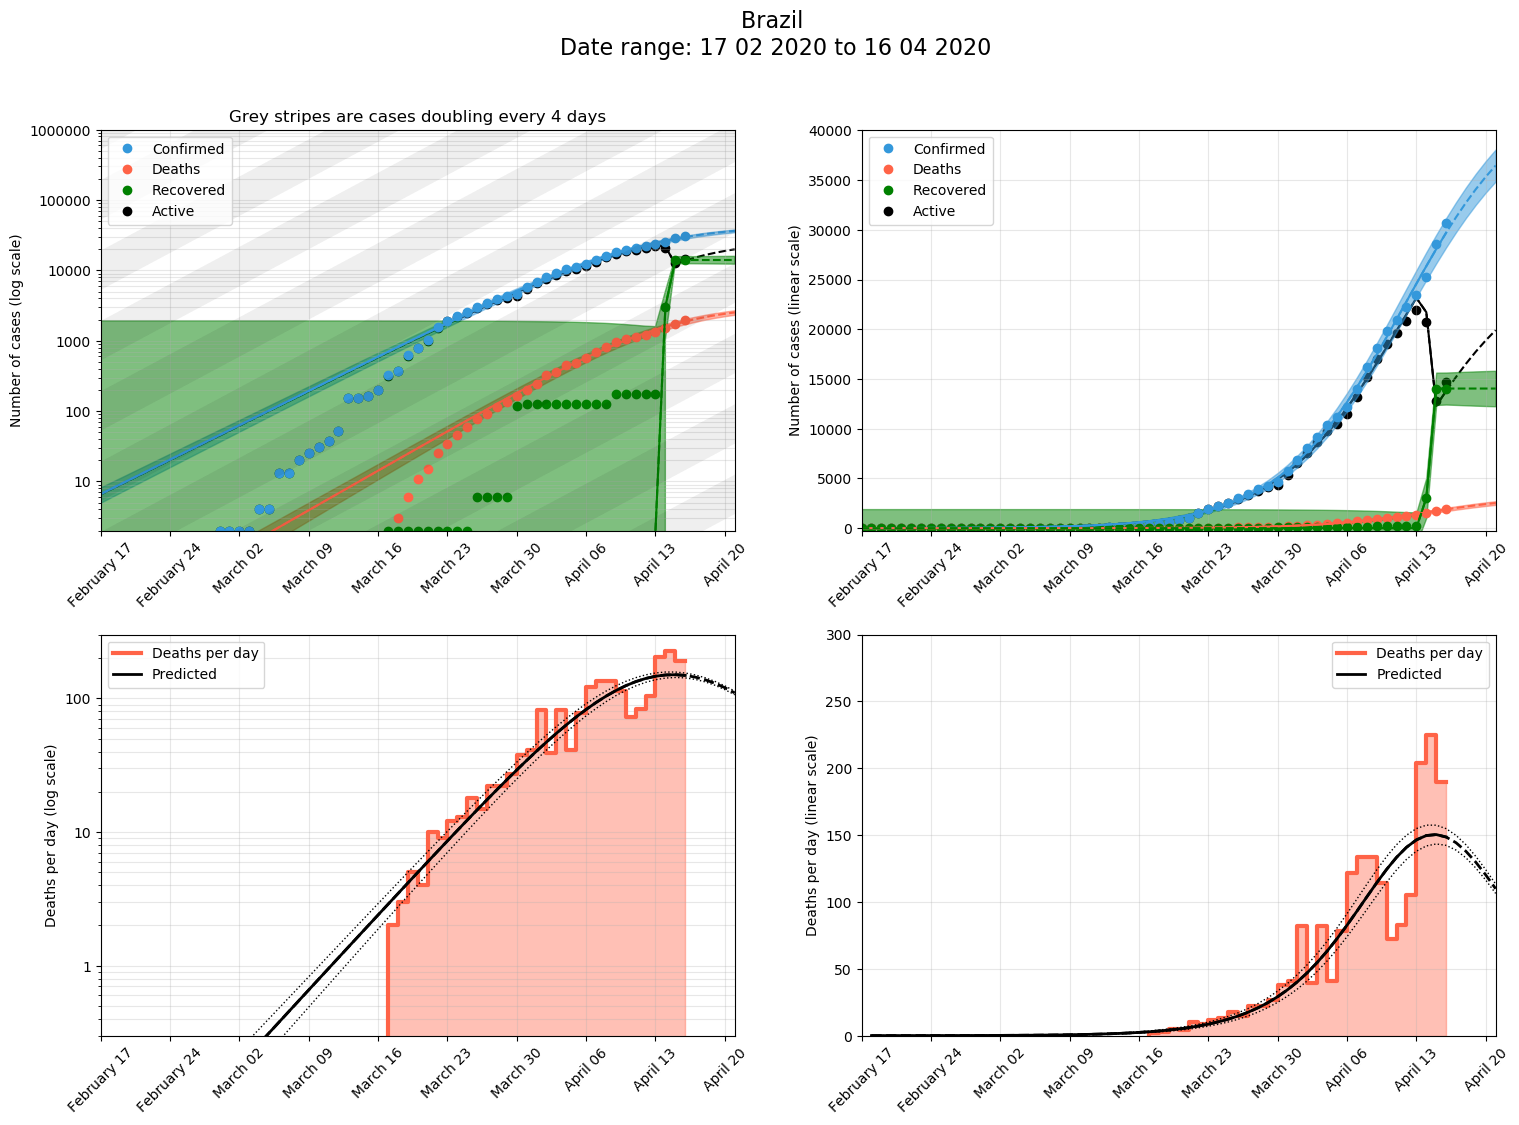 Brazil
Date range: 17 02 2020 to 16 04 2020
Grey stripes are cases doubling every 4 days
Number of cases (log scale)
1000000
100000
10000
1000
100
10
Confirmed
Deaths
Recovered
Active
February 17
February 24
March 02
March 09
March 16
March 23
March 30
April 06
April 13
April 20
Number of cases (linear scale)
40000
35000
30000
25000
20000
15000
10000
5000
0
Confirmed
Deaths
Recovered
Active
February 17
February 24
March 02
March 09
March 16
March 23
March 30
April 06
April 13
April 20
Deaths per day (log scale)
100
10
1
Deaths per day
Predicted
February 17
February 24
March 02
March 09
March 16
March 23
March 30
April 06
April 13
April 20
Deaths per day (linear scale)
300
250
200
150
100
50
0
Deaths per day
Predicted
February 17
February 24
March 02
March 09
March 16
March 23
March 30
April 06
April 13
April 20